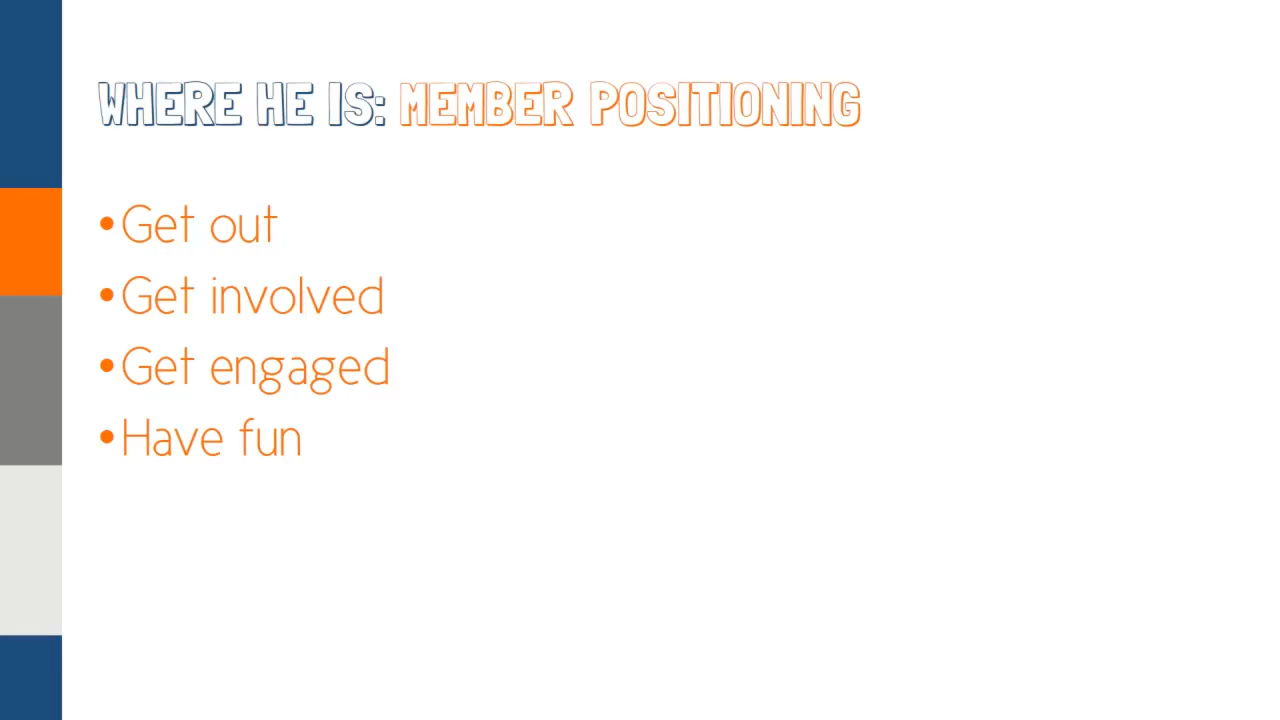 WHERE HE IS: MEMBER POSITIONING
•Get out
•Get involved
•Get engaged
•Have fun